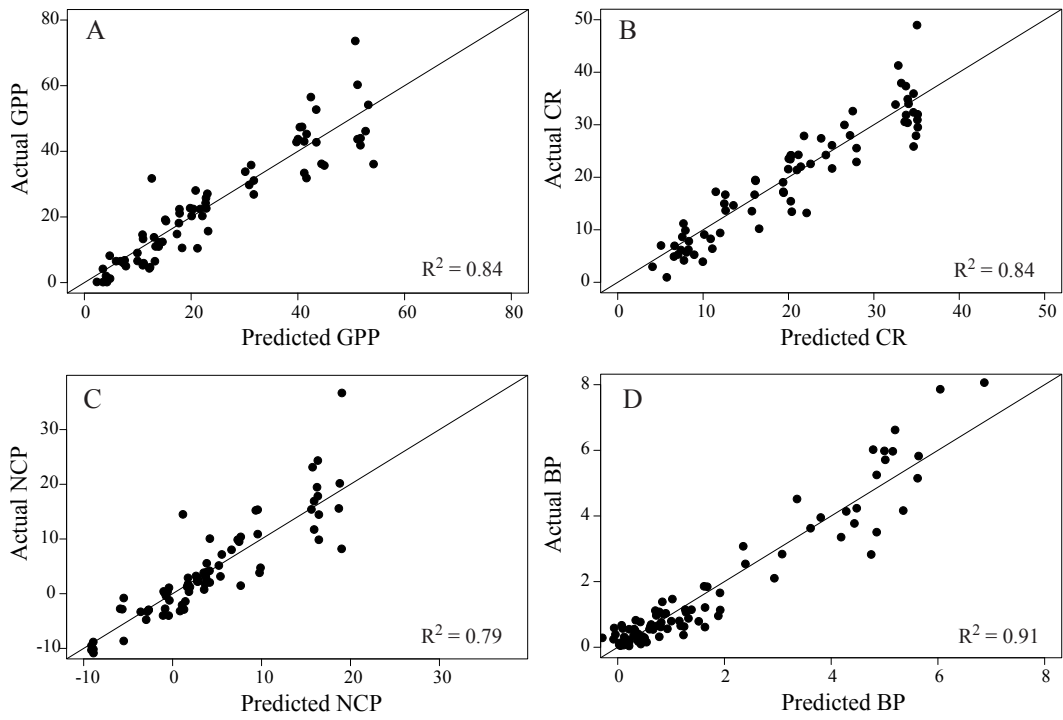 A
80
60
40
20
0
Actual GPP
R² = 0.84
0 20 40 60 80
Predicted GPP
B
50
40
30
20
10
0
Actual CR
R² = 0.84
0 10 20 30 40 50
Predicted CR
C
30
20
10
0
-10
Actual NCP
R² = 0.79
-10 0 10 20 30
Predicted NCP
D
8
6
4
2
0
Actual BP
R² = 0.91
0 2 4 6 8
Predicted BP